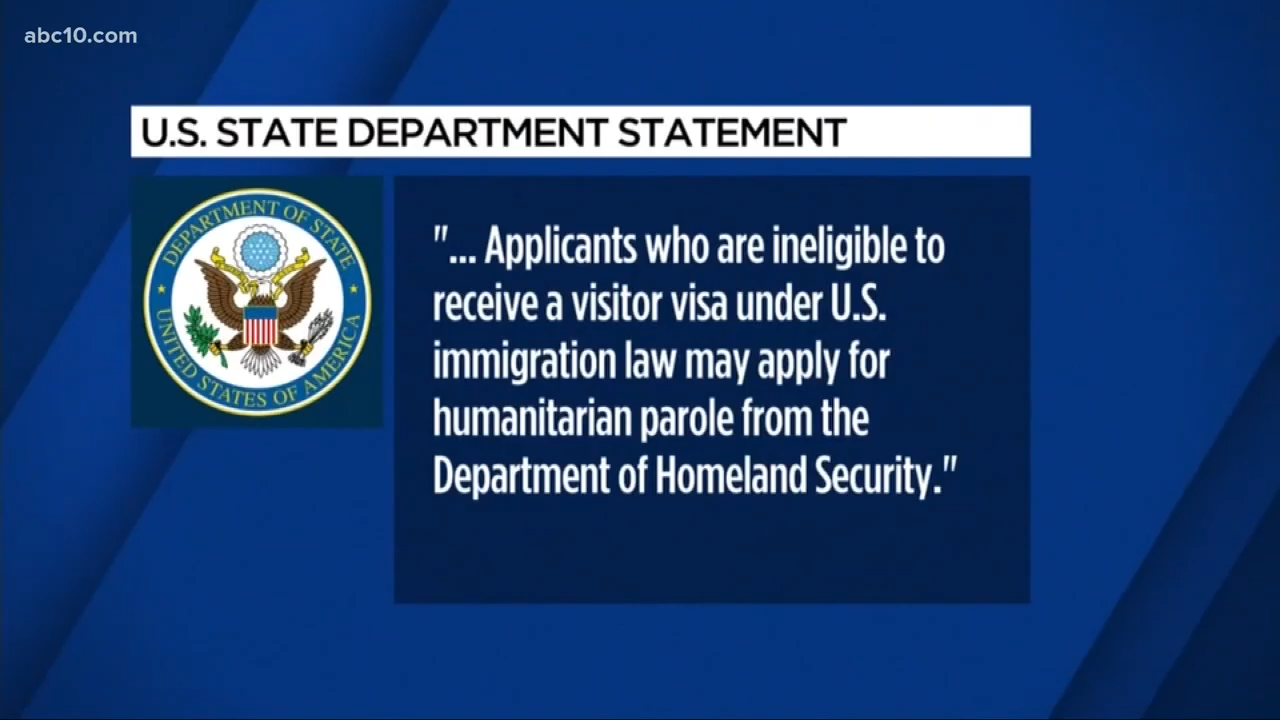 abc10.com
U.S. STATE DEPARTMENT STATEMENT
DEPARTMENT OF STATE
UNITED STATES OF AMERICA
"... Applicants who are ineligible to
receive a visitor visa under U.S.
immigration law may apply for
humanitarian parole from the
Department of Homeland Security."